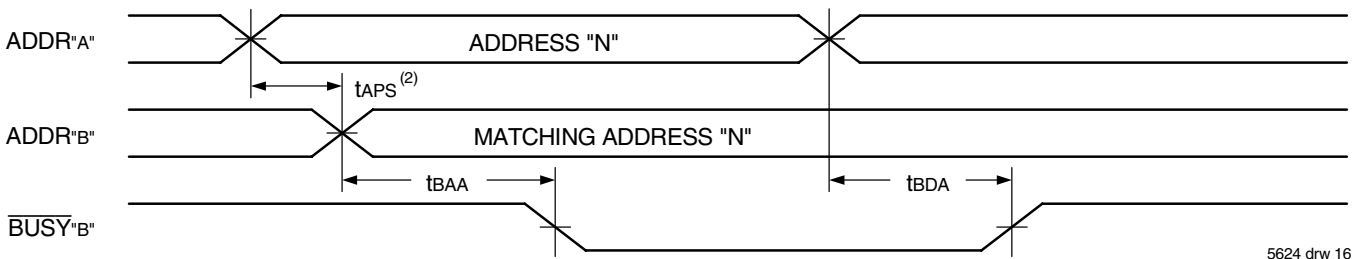 ADDR"A"
ADDRESS "N"
tAPS (2)
ADDR"B"
MATCHING ADDRESS "N"
tBAA
tBDA
BUSY"B"
5624 drw 16